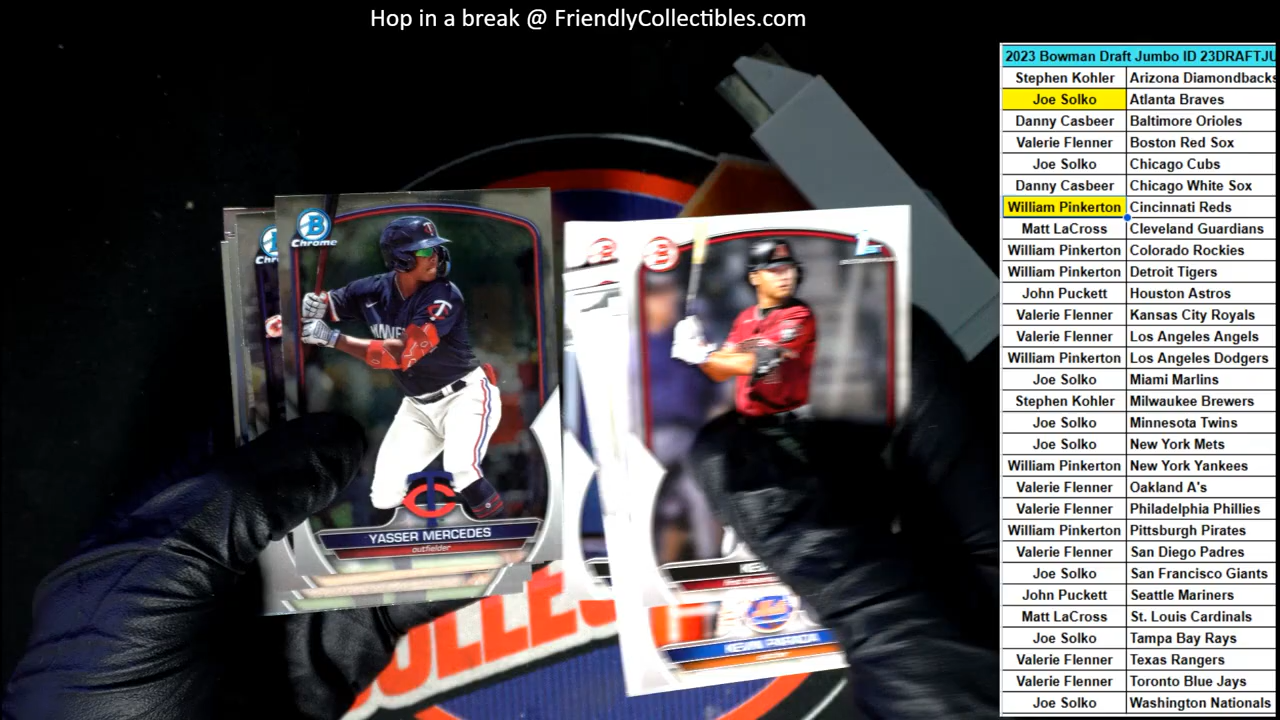 Hop in a break @ FriendlyCollectibles.com
2023 Bowman Draft Jumbo ID 23DRAFTJU
Stephen Kohler Arizona Diamondbacks
Joe Solko Atlanta Braves
Danny Casbeer Baltimore Orioles
Valerie Flenner Boston Red Sox
Joe Solko Chicago Cubs
Danny Casbeer Chicago White Sox
William Pinkerton Cincinnati Reds
Matt LaCross Cleveland Guardians
William Pinkerton Colorado Rockies
William Pinkerton Detroit Tigers
John Puckett Houston Astros
Valerie Flenner Kansas City Royals
Valerie Flenner Los Angeles Angels
William Pinkerton Los Angeles Dodgers
Joe Solko Miami Marlins
Stephen Kohler Milwaukee Brewers
Joe Solko Minnesota Twins
Joe Solko New York Mets
William Pinkerton New York Yankees
Valerie Flenner Oakland A's
Valerie Flenner Philadelphia Phillies
William Pinkerton Pittsburgh Pirates
Valerie Flenner San Diego Padres
Joe Solko San Francisco Giants
John Puckett Seattle Mariners
Matt LaCross St. Louis Cardinals
Joe Solko Tampa Bay Rays
Valerie Flenner Texas Rangers
Valerie Flenner Toronto Blue Jays
Joe Solko Washington Nationals
B
Chrome
YASSER MERCEDES
outfielder
B
Mets